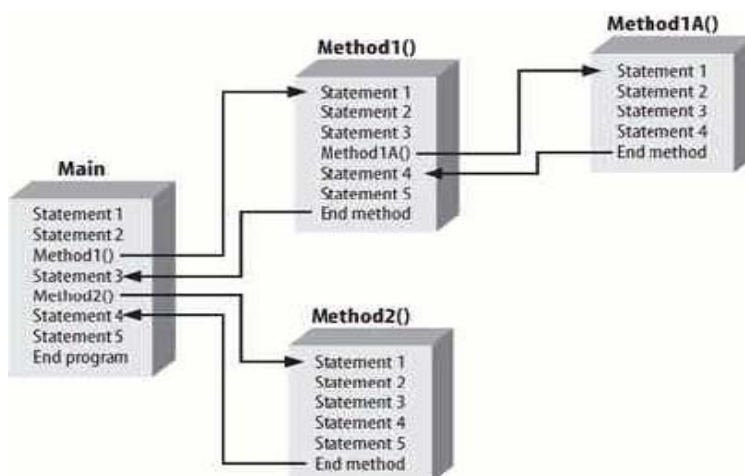 Main
Statement 1
Statement 2
Method1()
Statement 3
Method2()
Statement 4
Statement 5
End program
Method1()
Statement 1
Statement 2
Statement 3
Method1A()
Statement 4
Statement 5
End method
Method1A()
Statement 1
Statement 2
Statement 3
Statement 4
End method
Method2()
Statement 1
Statement 2
Statement 3
Statement 4
Statement 5
End method